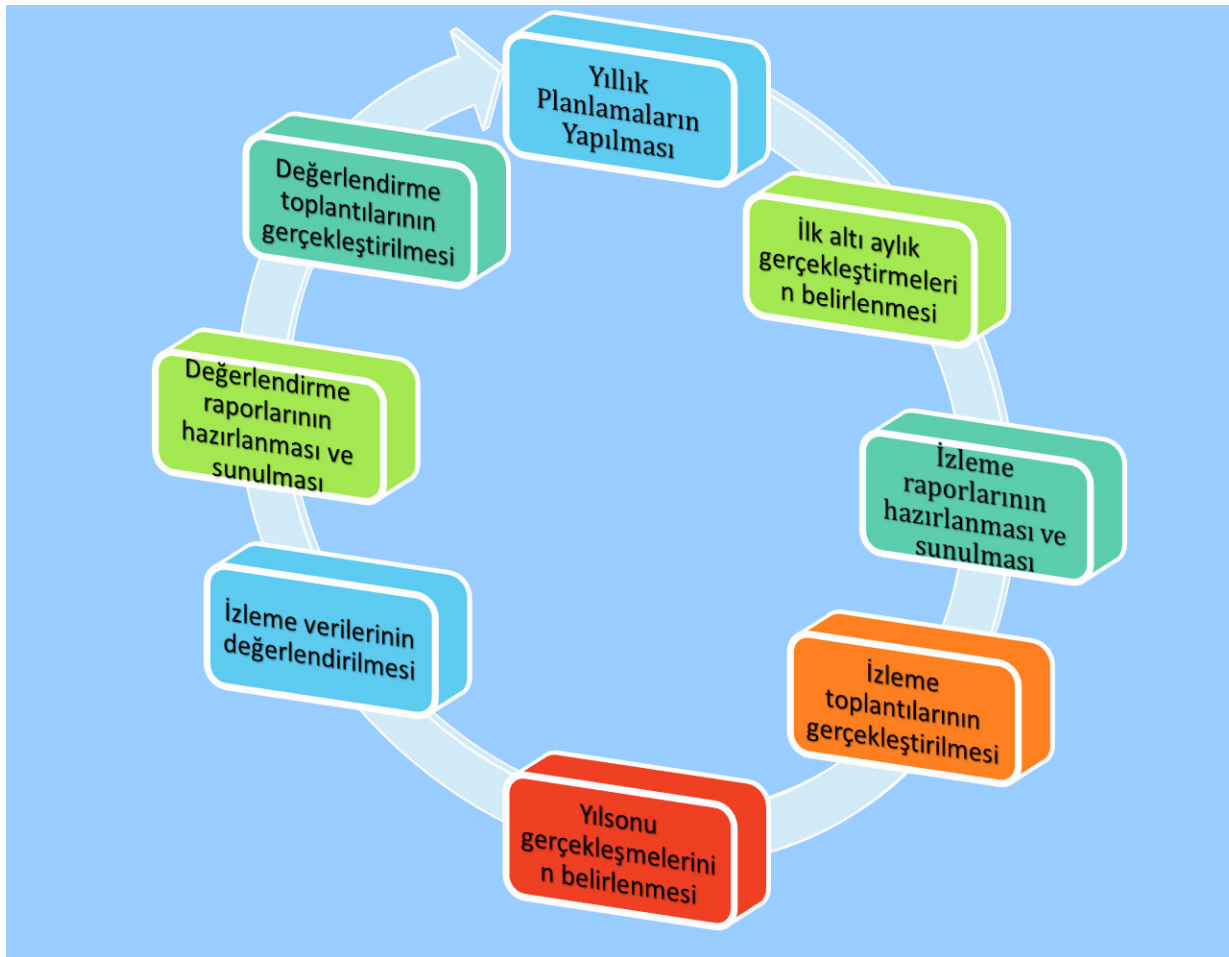 Yıllık
Planlamaların
Yapılması
İlk altı aylık
gerçekleştirmeleri
n belirlenmesi
İzleme
raporlarının
hazırlanması ve
sunulması
İzleme
toplantılarının
gerçekleştirilmesi
Yılsonu
gerçekleşmelerini
n belirlenmesi
İzleme verilerinin
değerlendirilmesi
Değerlendirme
raporlarının
hazırlanması ve
sunulması
Değerlendirme
toplantılarının
gerçekleştirilmesi